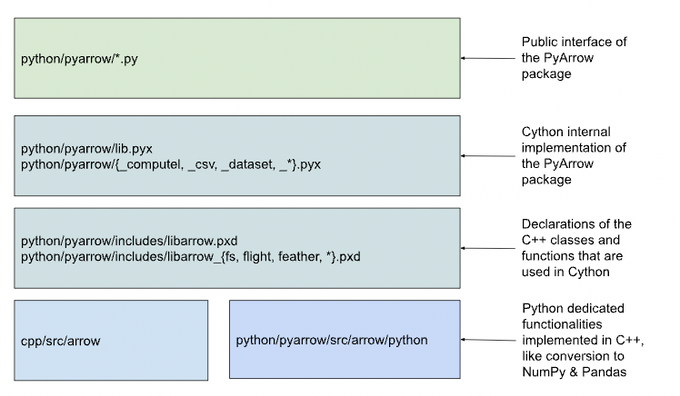 python/pyarrow/*.py
Public interface of
the PyArrow
package
python/pyarrow/lib.pyx
python/pyarrow/{_computel, _csv, _dataset, _*}.pyx
Cython internal
implementation of
the PyArrow
package
python/pyarrow/includes/libarrow.pxd
python/pyarrow/includes/libarrow_{fs, flight, feather, *}.pxd
Declarations of the
C++ classes and
functions that are
used in Cython
cpp/src/arrow
python/pyarrow/src/arrow/python
Python dedicated
functionalities
implemented in C++,
like conversion to
NumPy & Pandas